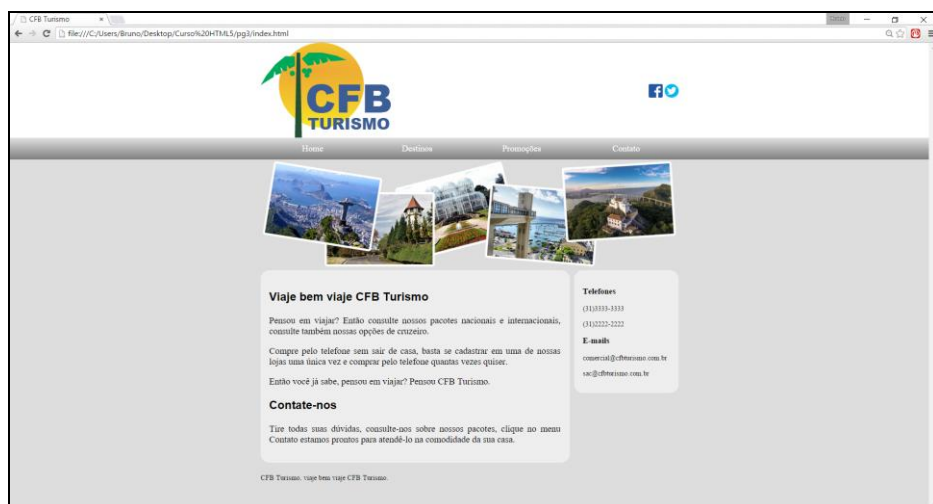 CFB Turismo
file:///C:/Users/Bruno/Desktop/Curso%20HTML5/pg3/index.html
CFB
TURISMO
Home Destinos Promoções Contato
Viaje bem viaje CFB Turismo
Pensou em viajar? Então consulte nossos pacotes nacionais e internacionais,
consulte também nossas opções de cruzeiro.
Compre pelo telefone sem sair de casa, basta se cadastrar em uma de nossas
lojas uma única vez e comprar pelo telefone quantas vezes quiser.
Então você já sabe, pensou em viajar? Pensou CFB Turismo.
Contate-nos
Tire todas suas dúvidas, consulte-nos sobre nossos pacotes, clique no menu
Contato estamos prontos para atendê-lo na comodidade da sua casa.
Telefones
(31)3333-3333
(31)2222-2222
E-mails
comercial@cfbturismo.com.br
sac@cfbturismo.com.br
CFB Turismo, viaje bem viaje CFB Turismo.